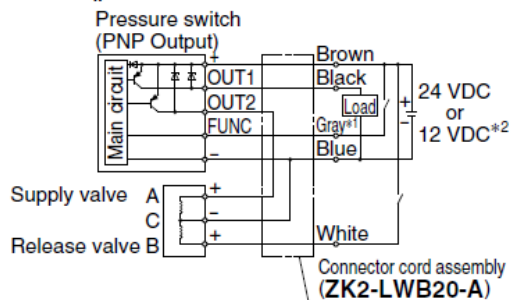 Pressure switch
(PNP Output)
Main circuit
+
OUT1
OUT2
FUNC
-
Brown
Black
Load
Gray*1
Blue
+
-
24 VDC
or
12 VDC*2
Supply valve A
C
Release valve B
+
-
+
White
Connector cord assembly
(ZK2-LWB20-A)